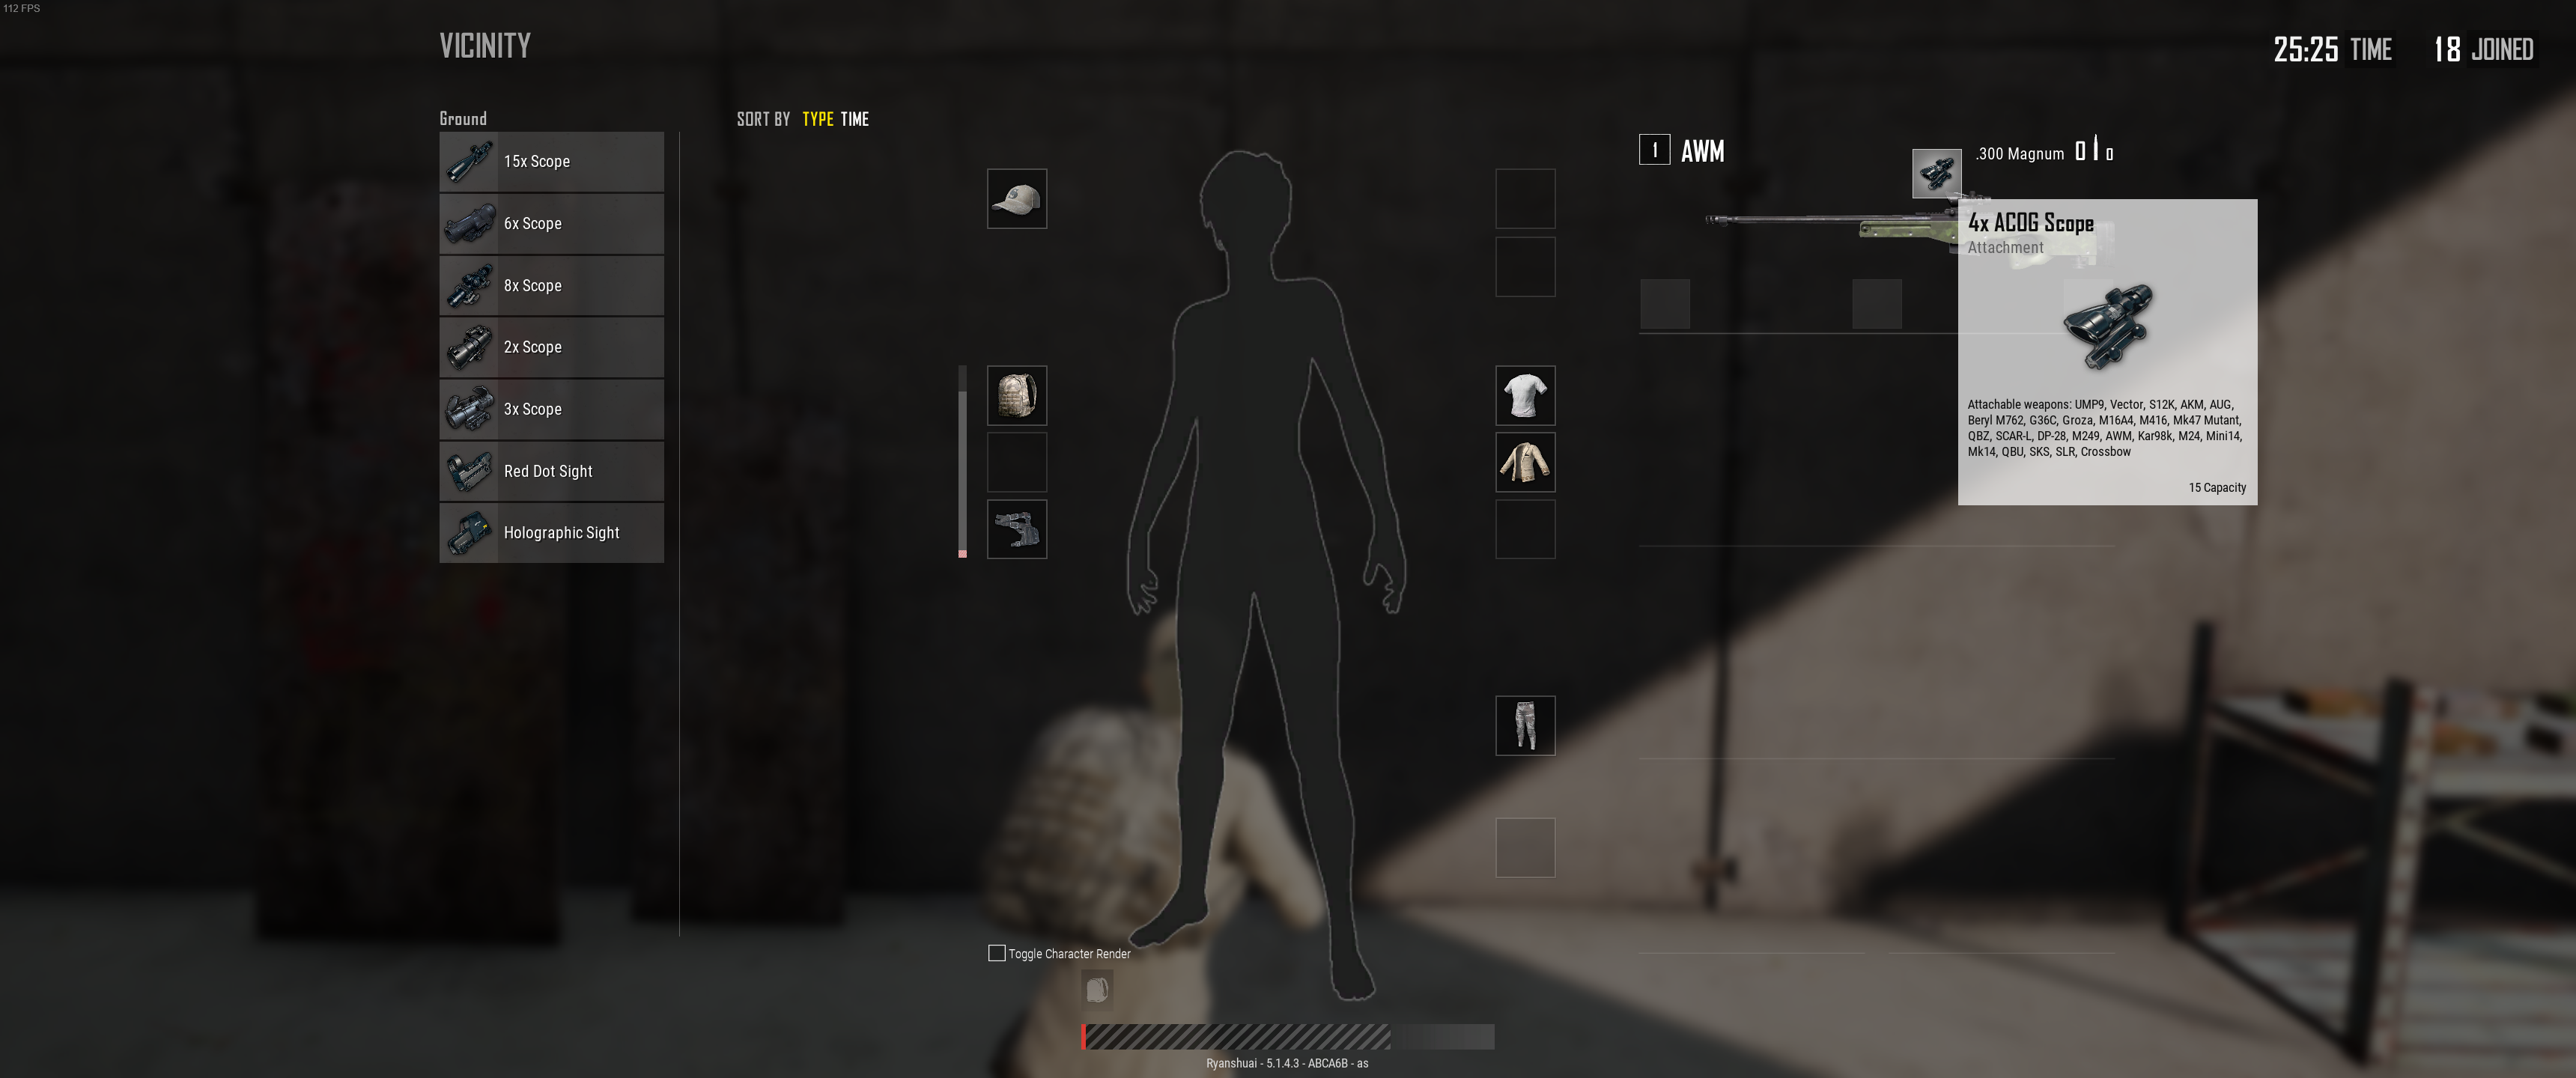 112 FPS
VICINITY
25:25 TIME 18 JOINED
Ground
SORT BY TYPE TIME
15x Scope
6x Scope
8x Scope
2x Scope
3x Scope
Red Dot Sight
Holographic Sight
1 AWM
.300 Magnum 0 0
4x ACOG Scope
Attachment
Attachable weapons: UMP9, Vector, S12K, AKM, AUG,
Beryl M762, G36C, Groza, M16A4, M416, Mk47 Mutant,
QBZ, SCAR-L, DP-28, M249, AWM, Kar98k, M24, Mini14,
Mk14, QBU, SKS, SLR, Crossbow
15 Capacity
Toggle Character Render
Ryanshuai - 5.1.4.3 - ABCA6B - as